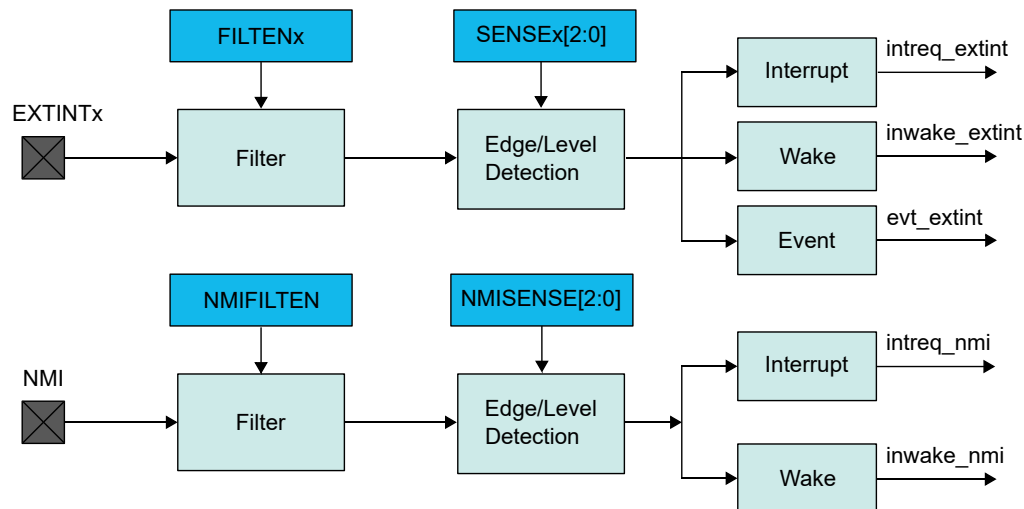 FILTENx
SENSEx[2:0]
intreq_extint
Interrupt
EXTINTx
inwake_extint
Filter
Edge/Level
Detection
Wake
evt_extint
Event
NMIFILTEN
NMISENSE[2:0]
intreq_nmi
Interrupt
NMI
Filter
Edge/Level
Detection
inwake_nmi
Wake